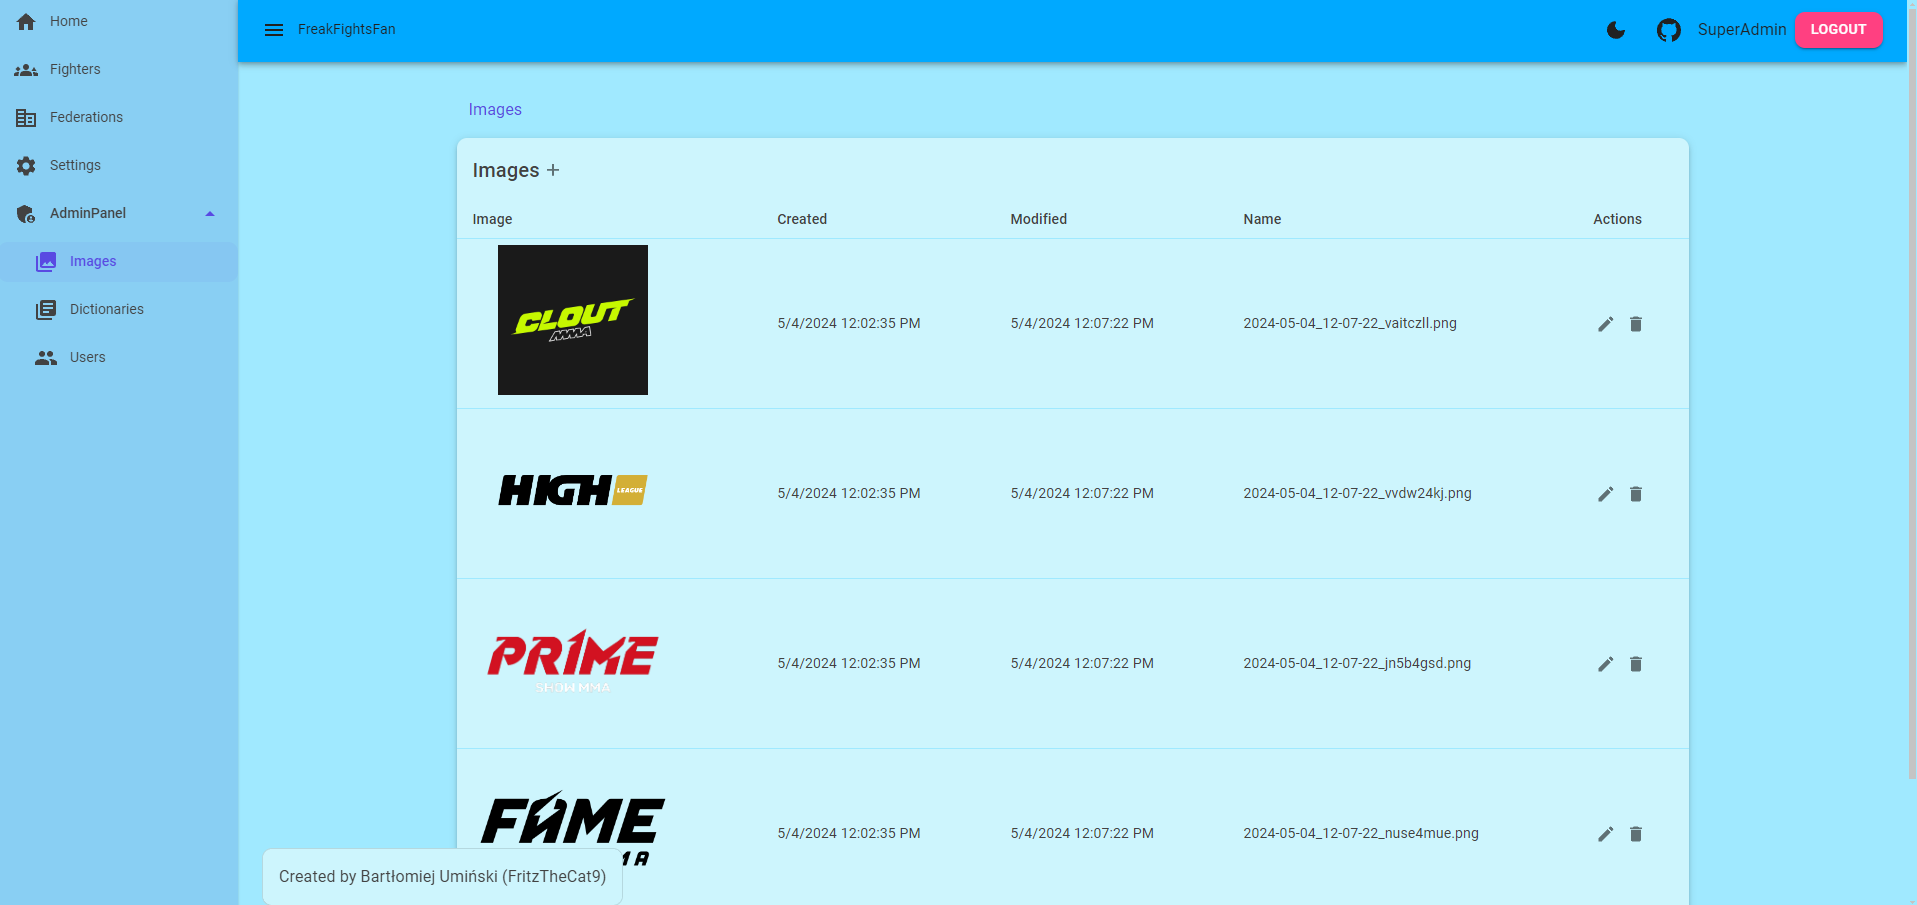 Home
Fighters
Federations
Settings
AdminPanel
Images
Dictionaries
Users
FreakFightsFan
SuperAdmin
LOGOUT
Images
Images
Image Created Modified Name Actions
CLOUT
MMA
5/4/2024 12:02:35 PM 5/4/2024 12:07:22 PM 2024-05-04_12-07-22_vaitczll.png
HIGH LEAGUE
5/4/2024 12:02:35 PM 5/4/2024 12:07:22 PM 2024-05-04_12-07-22_vvdw24kj.png
PRIME
SHOW MMA
5/4/2024 12:02:35 PM 5/4/2024 12:07:22 PM 2024-05-04_12-07-22_jn5b4gsd.png
FAME
5/4/2024 12:02:35 PM 5/4/2024 12:07:22 PM 2024-05-04_12-07-22_nuse4mue.png
Created by Bartłomiej Umiński (FritzTheCat9)